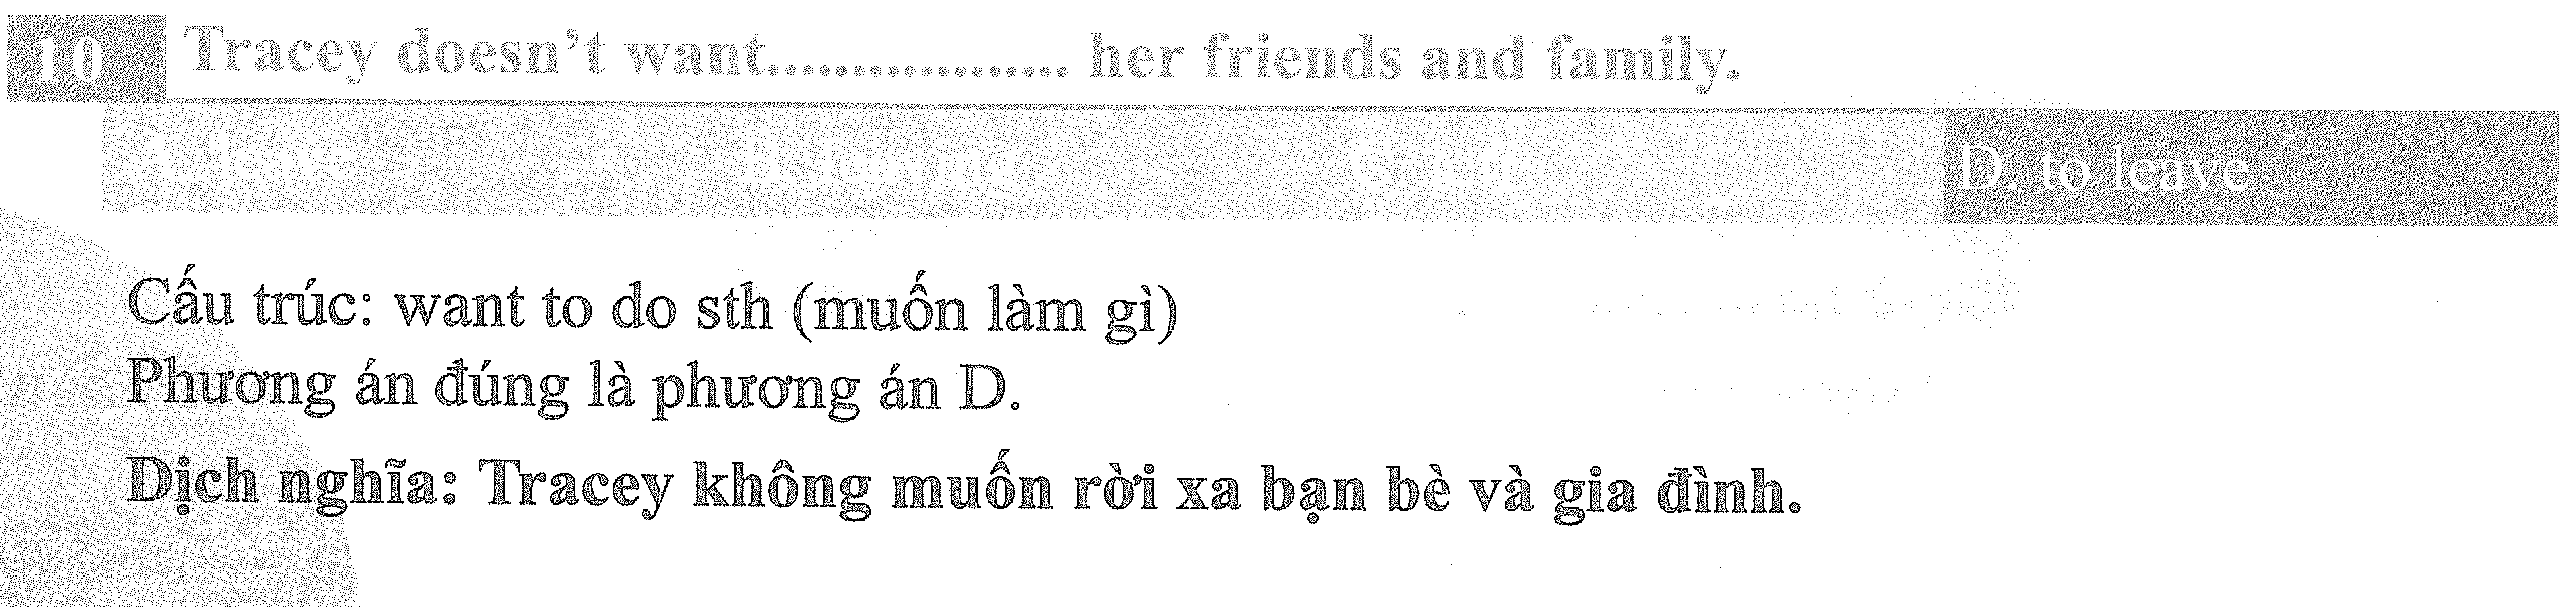 10 Tracey doesn't want.................. her friends and family.
A. leave B. leaving C. left D. to leave
Cấu trúc: want to do sth (muốn làm gì)
Phương án đúng là phương án D.
Dịch nghĩa: Tracey không muốn rời xa bạn bè và gia đình.